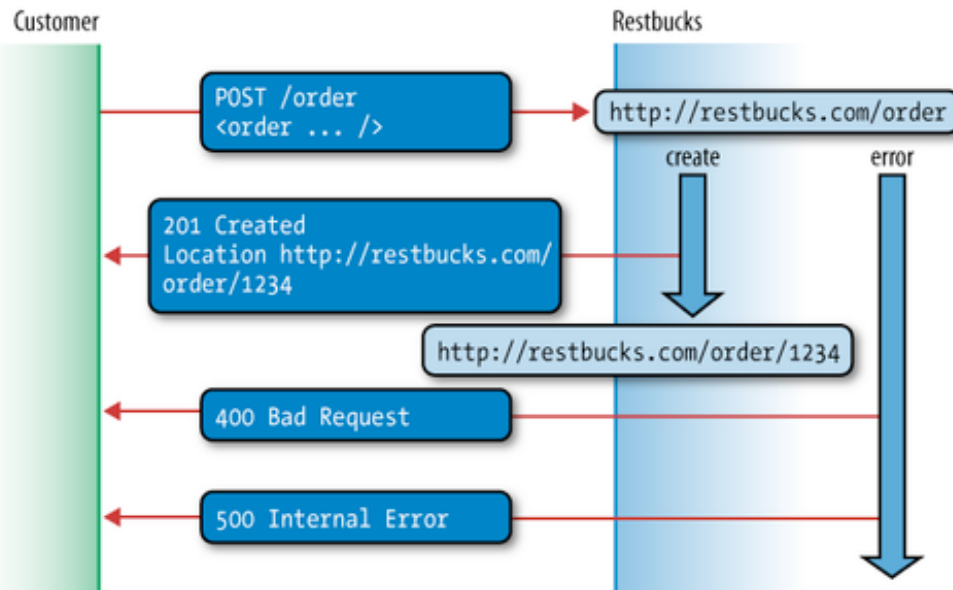 Customer
Restbucks
POST /order
<order ... />
http://restbucks.com/order
create
error
201 Created
Location http://restbucks.com/
order/1234
http://restbucks.com/order/1234
400 Bad Request
500 Internal Error